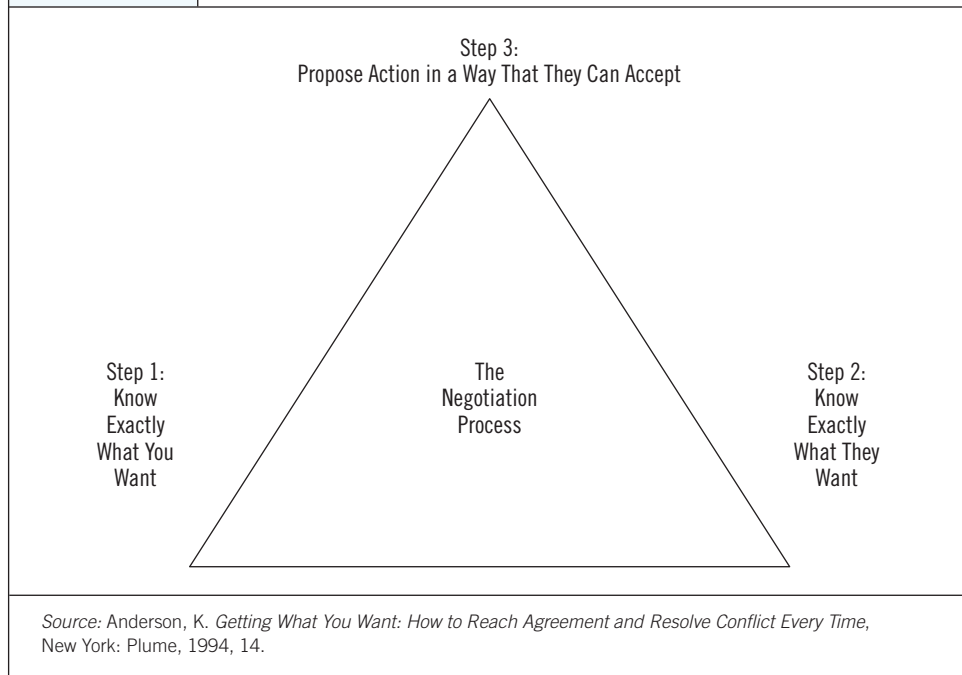 Step 3:
Propose Action in a Way That They Can Accept
Step 1:
Know
Exactly
What You
Want
The
Negotiation
Process
Step 2:
Know
Exactly
What They
Want
Source: Anderson, K. Getting What You Want: How to Reach Agreement and Resolve Conflict Every Time,
New York: Plume, 1994, 14.